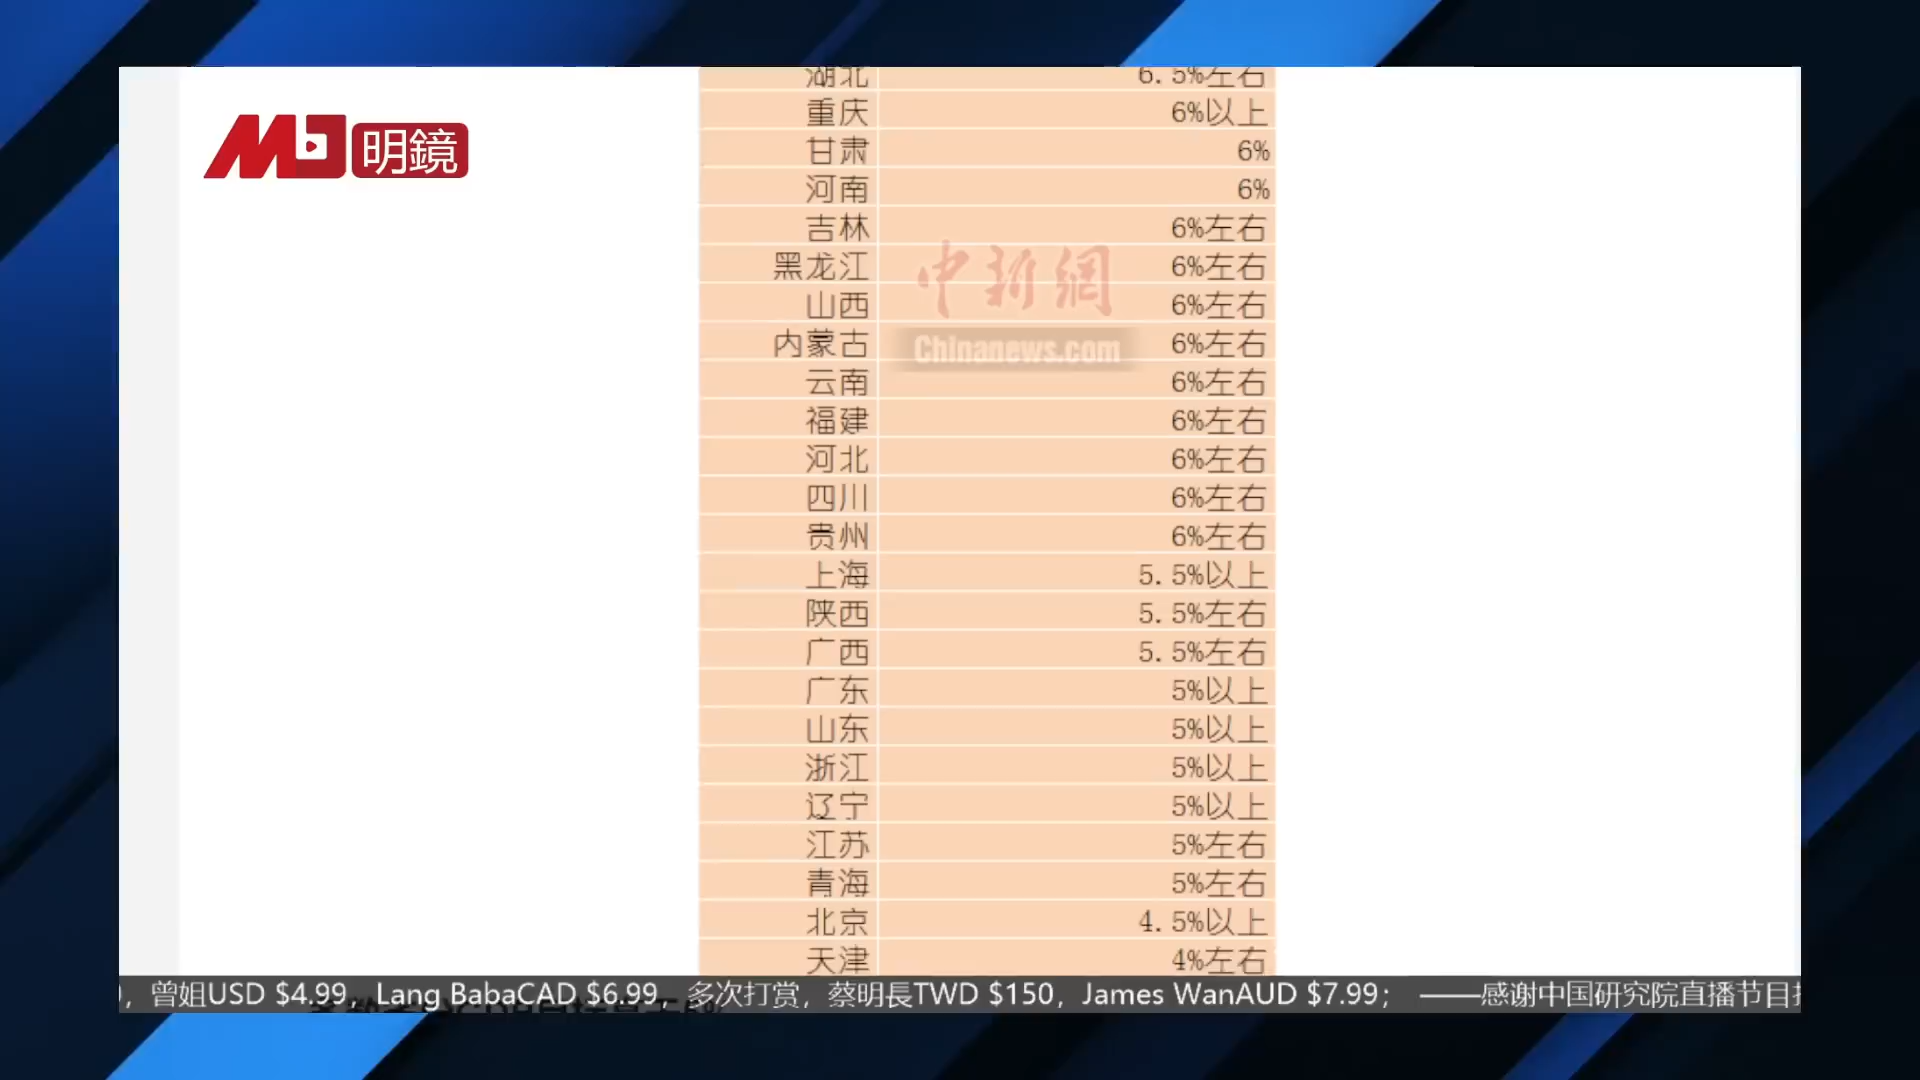 明鏡
湖北 6.5%左右
重庆 6%以上
甘肃 6%
河南 6%
吉林 6%左右
黑龙江 6%左右
山西 6%左右
内蒙古 6%左右
云南 6%左右
福建 6%左右
河北 6%左右
四川 6%左右
贵州 6%左右
上海 5.5%以上
陕西 5.5%左右
广西 5.5%左右
广东 5%以上
山东 5%以上
浙江 5%以上
辽宁 5%以上
江苏 5%左右
青海 5%左右
北京 4.5%以上
天津 4%左右
中新網
Chinanews.com
)，曾姐USD $4.99，Lang BabaCAD $6.99，多次打赏，蔡明長TWD $150，James WanAUD $7.99； ——感谢中国研究院直播节目